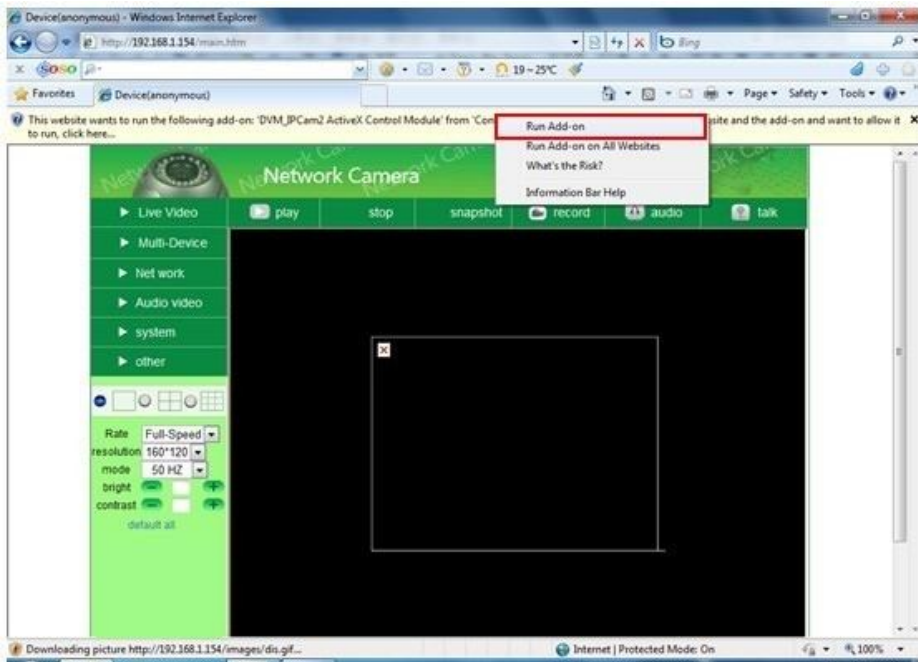 Device(anonymous) - Windows Internet Explorer
http://192.168.1.154/main.htm
Bing
SOSO
19~25℃
Favorites
Device(anonymous)
Page
Safety
Tools
This website wants to run the following add-on: 'DVM_IPCam2 ActiveX Control Module' from 'Con
site and the add-on and want to allow it
to run, click here...
Run Add-on
Run Add-on on All Websites
What's the Risk?
Information Bar Help
Network Camera
Live Video
play
stop
snapshot
record
audio
talk
Multi-Device
Net work
Audio video
system
other
Rate Full-Speed
resolution 160*120
mode 50 HZ
bright
contrast
default all
Downloading picture http://192.168.1.154/images/dis.gif...
Internet | Protected Mode: On
100%